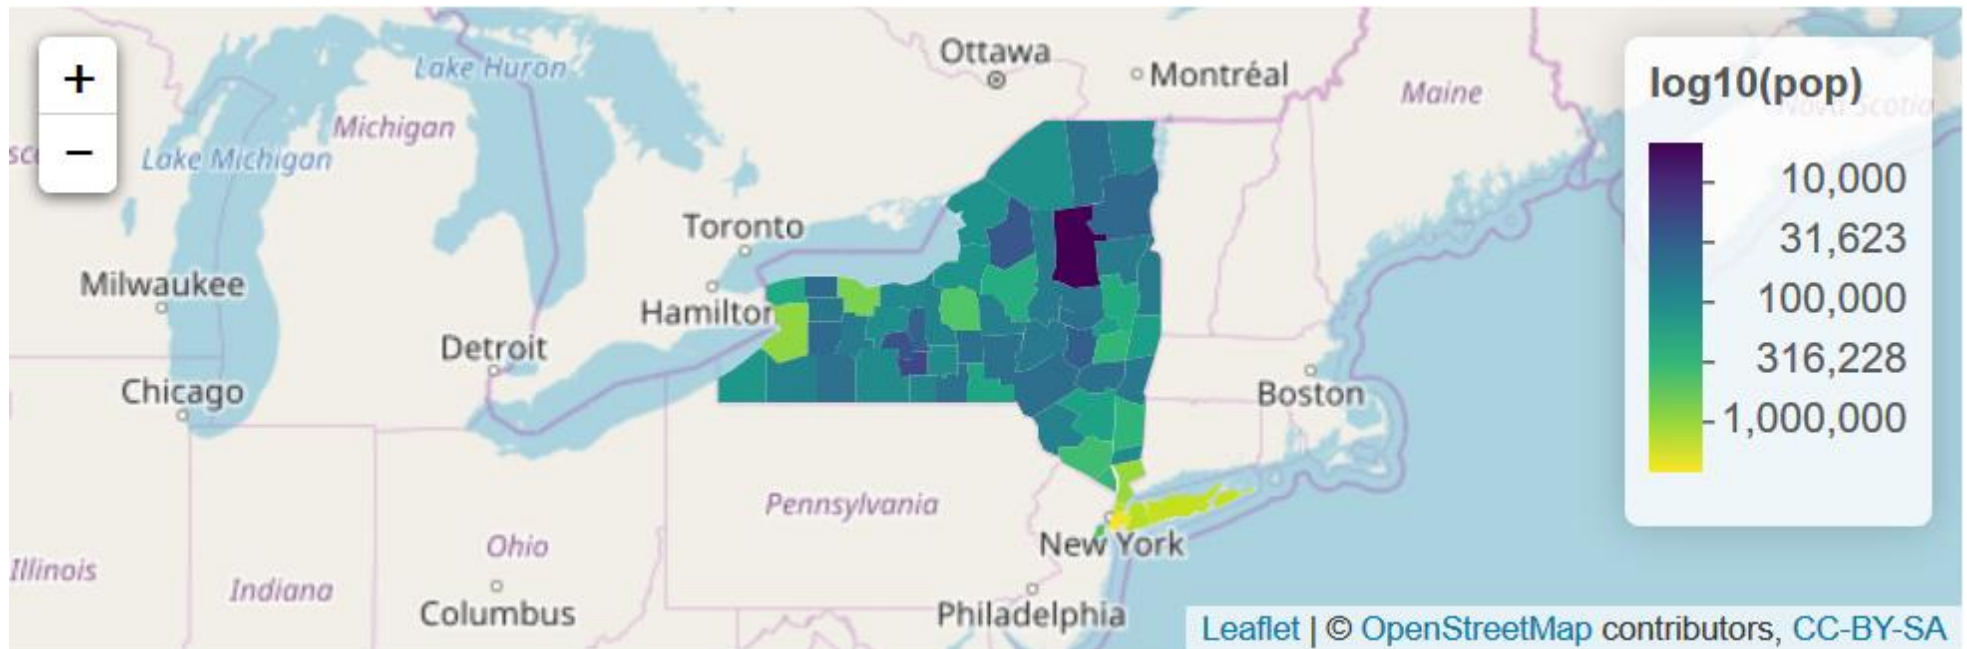 +
−
Lake Huron
Ottawa
Montréal
Maine
Nova Scotia
log10(pop)
Michigan
Lake Michigan
10,000
Toronto
31,623
Milwaukee
Hamilton
100,000
Detroit
316,228
Chicago
Boston
1,000,000
Pennsylvania
Ohio
New York
Illinois
Indiana
Columbus
Philadelphia
Leaflet | © OpenStreetMap contributors, CC-BY-SA